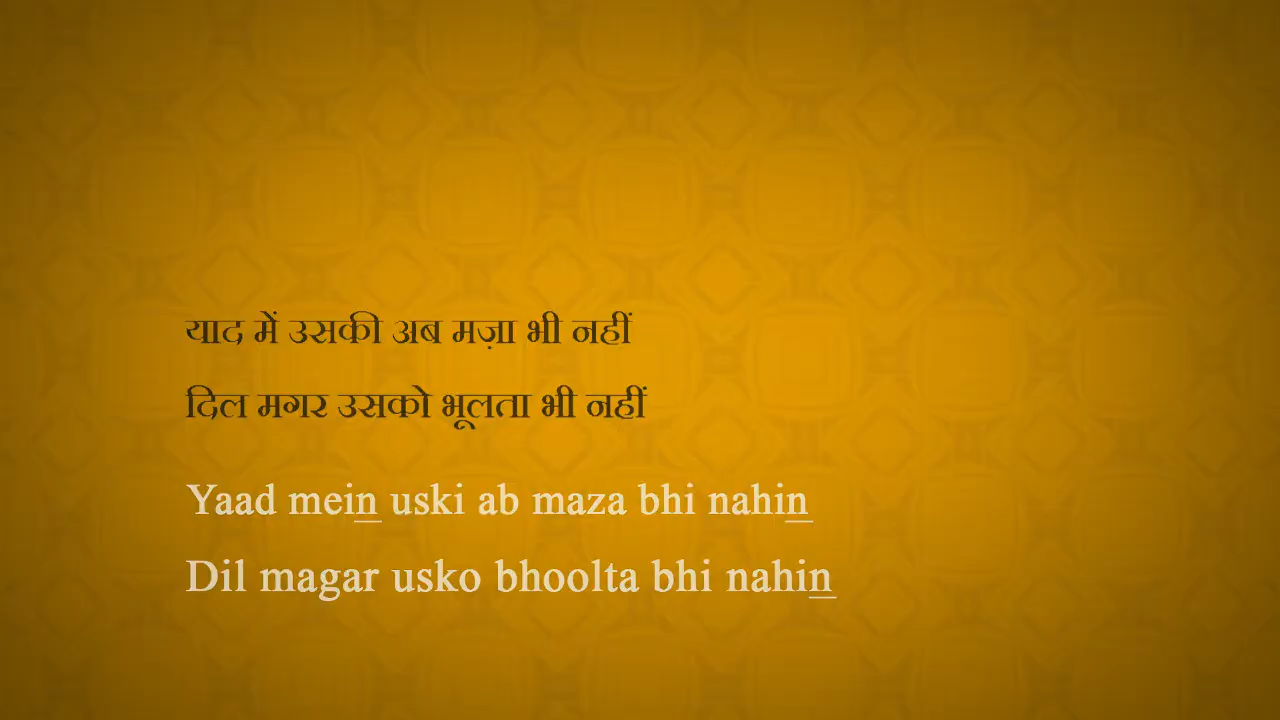 याद में उसकी अब मज़ा भी नहीं
दिल मगर उसको भूलता भी नहीं
Yaad mein uski ab maza bhi nahin
Dil magar usko bhoolta bhi nahin